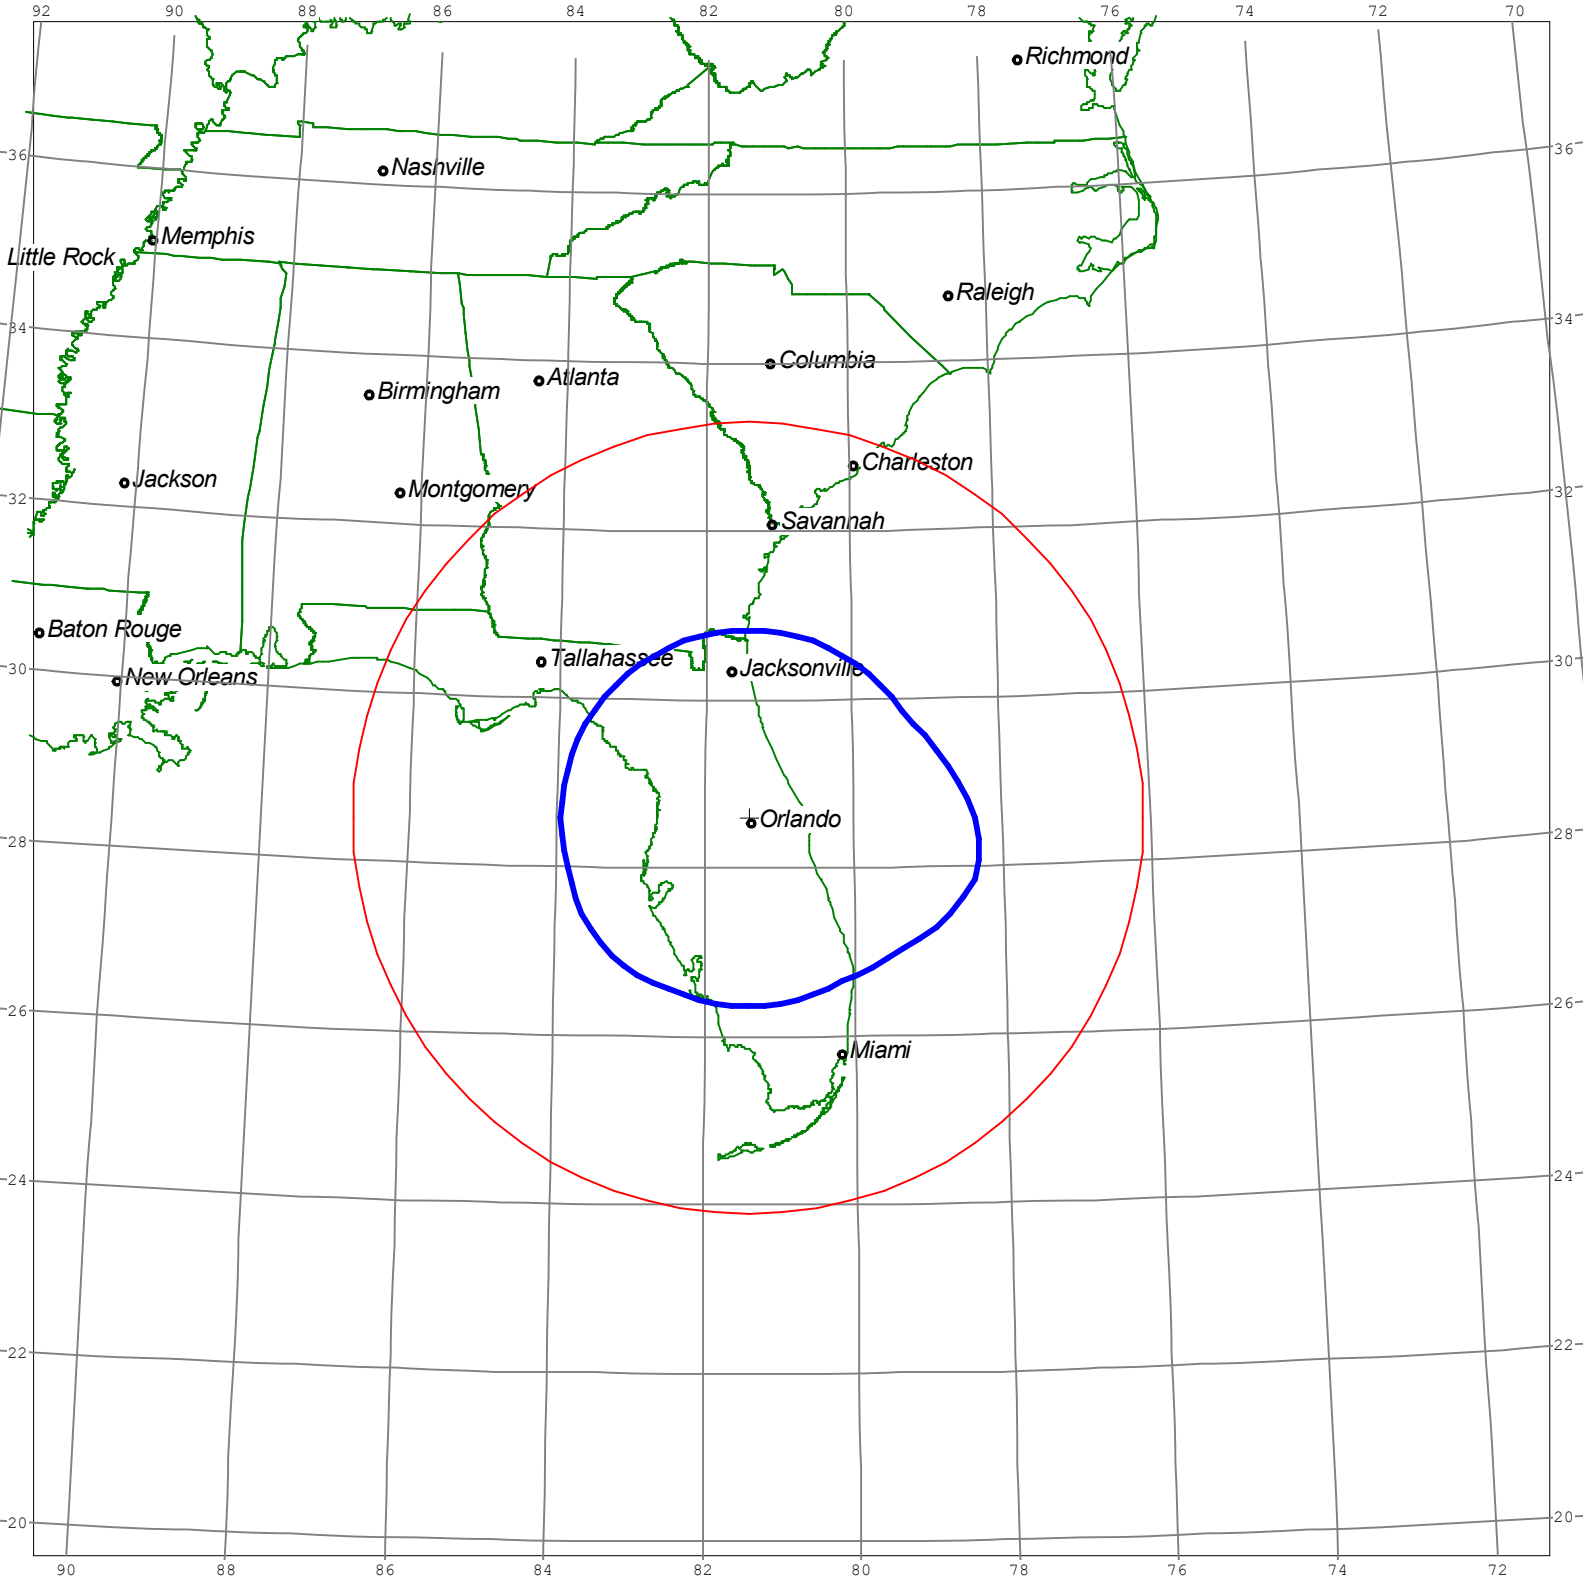 92 90 88 86 84 82 80 78 76 74 72 70
Richmond
36 36
Nashville
Memphis
Little Rock
Raleigh
34 34
Columbia
Atlanta
Birmingham
Charleston
Jackson
Montgomery
32 32
Savannah
Baton Rouge
Tallahassee
30 30
Jacksonville
New Orleans
Orlando
28 28
26 26
Miami
24 24
22 22
20 20
90 88 86 84 82 80 78 76 74 72